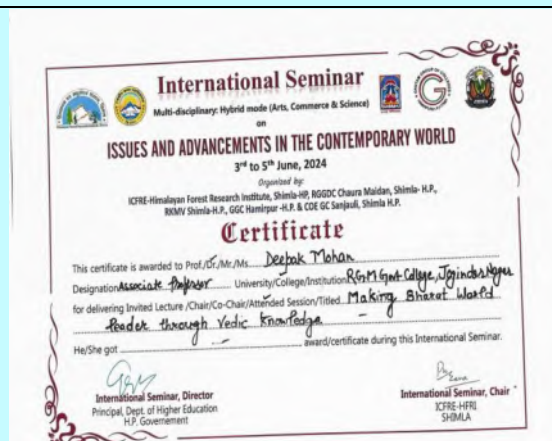 International Seminar
Multi-disciplinary: Hybrid mode (Arts, Commerce & Science)
on
ISSUES AND ADVANCEMENTS IN THE CONTEMPORARY WORLD
3rd to 5th June, 2024
Organized by:
ICFRE-Himalayan Forest Research Institute, Shimla-HP, RGGDC Chaura Maidan, Shimla- H.P.,
RKMV Shimla-H.P., GGC Hamirpur -H.P. & COE GC Sanjauli, Shimla H.P.
Certificate
This certificate is awarded to Prof./Dr./Mr./Ms. Deepak Mohan
Designation Associate Professor University/College/Institution RGM Govt College, Joginder Nagar
for delivering Invited Lecture /Chair/Co-Chair/Attended Session/Titled Making Bharat World
Leader through Vedic Knowledge
He/She got award/certificate during this International Seminar.
International Seminar, Director
Principal, Dept. of Higher Education
H.P. Governement
International Seminar, Chair
ICFRE-HFRI
SHIMLA